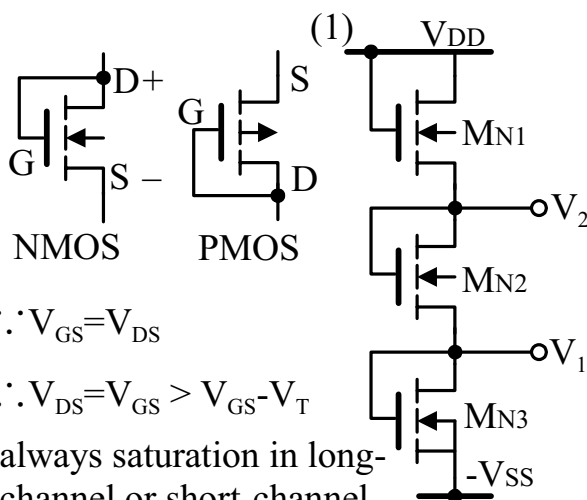 (1)
VDD
D+
G
S –
NMOS
S
G
D
PMOS
MN1
V2
MN2
V1
MN3
-VSS
∵VGS=VDS
∴VDS=VGS > VGS-VT
always saturation in long-
channel or short-channel